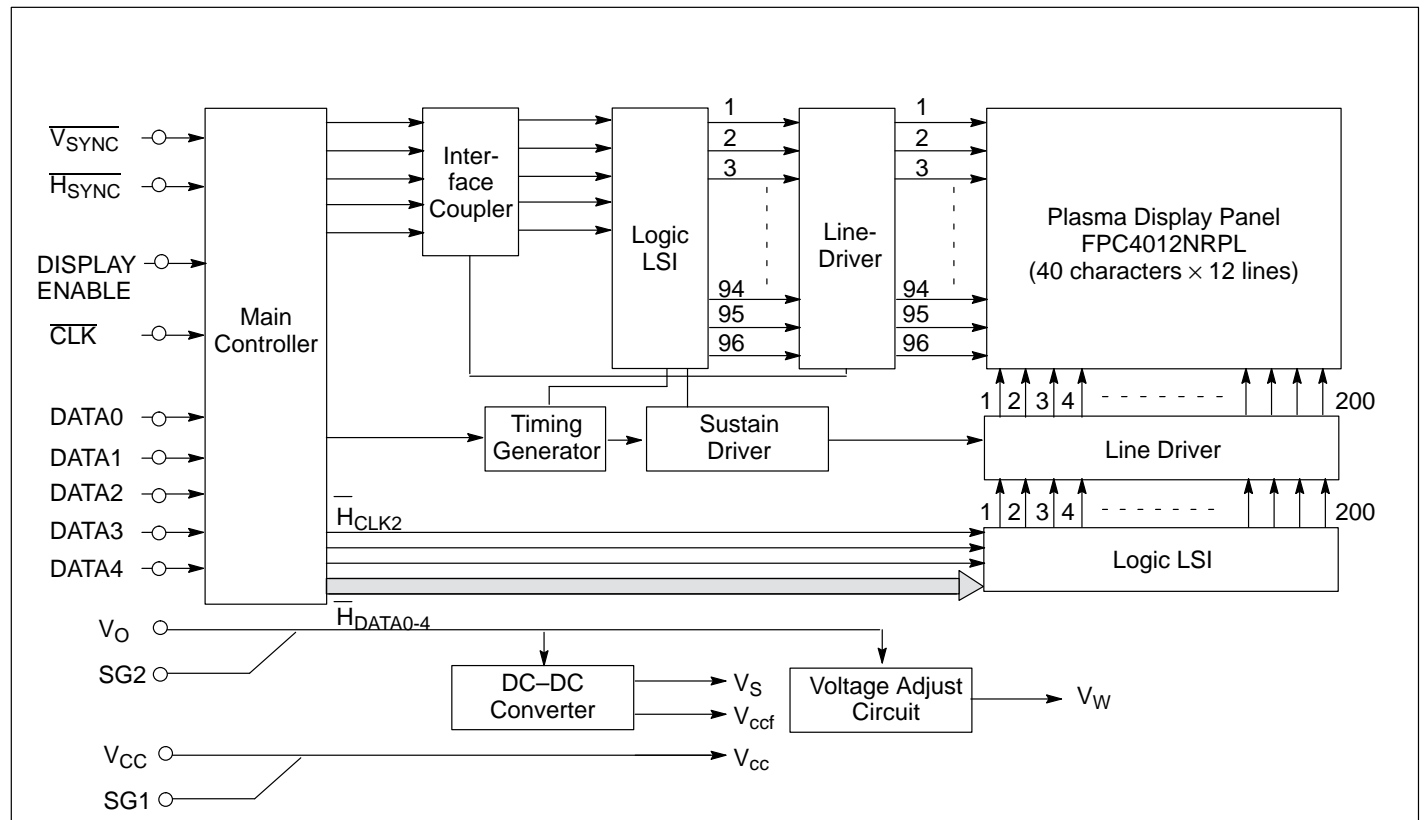 V̅S̅Y̅N̅C̅
H̅S̅Y̅N̅C̅
DISPLAY
ENABLE
C̅L̅K̅
DATA0
DATA1
DATA2
DATA3
DATA4
VO
SG2
VCC
SG1
Main
Controller
Inter-
face
Coupler
Logic
LSI
1
2
3
94
95
96
Line-
Driver
1
2
3
94
95
96
Plasma Display Panel
FPC4012NRPL
(40 characters × 12 lines)
1 2 3 4 200
Timing
Generator
Sustain
Driver
Line Driver
1 2 3 4 200
H̅CLK2
Logic LSI
H̅DATA0-4
DC–DC
Converter
VS
Vccf
Voltage Adjust
Circuit
VW
Vcc